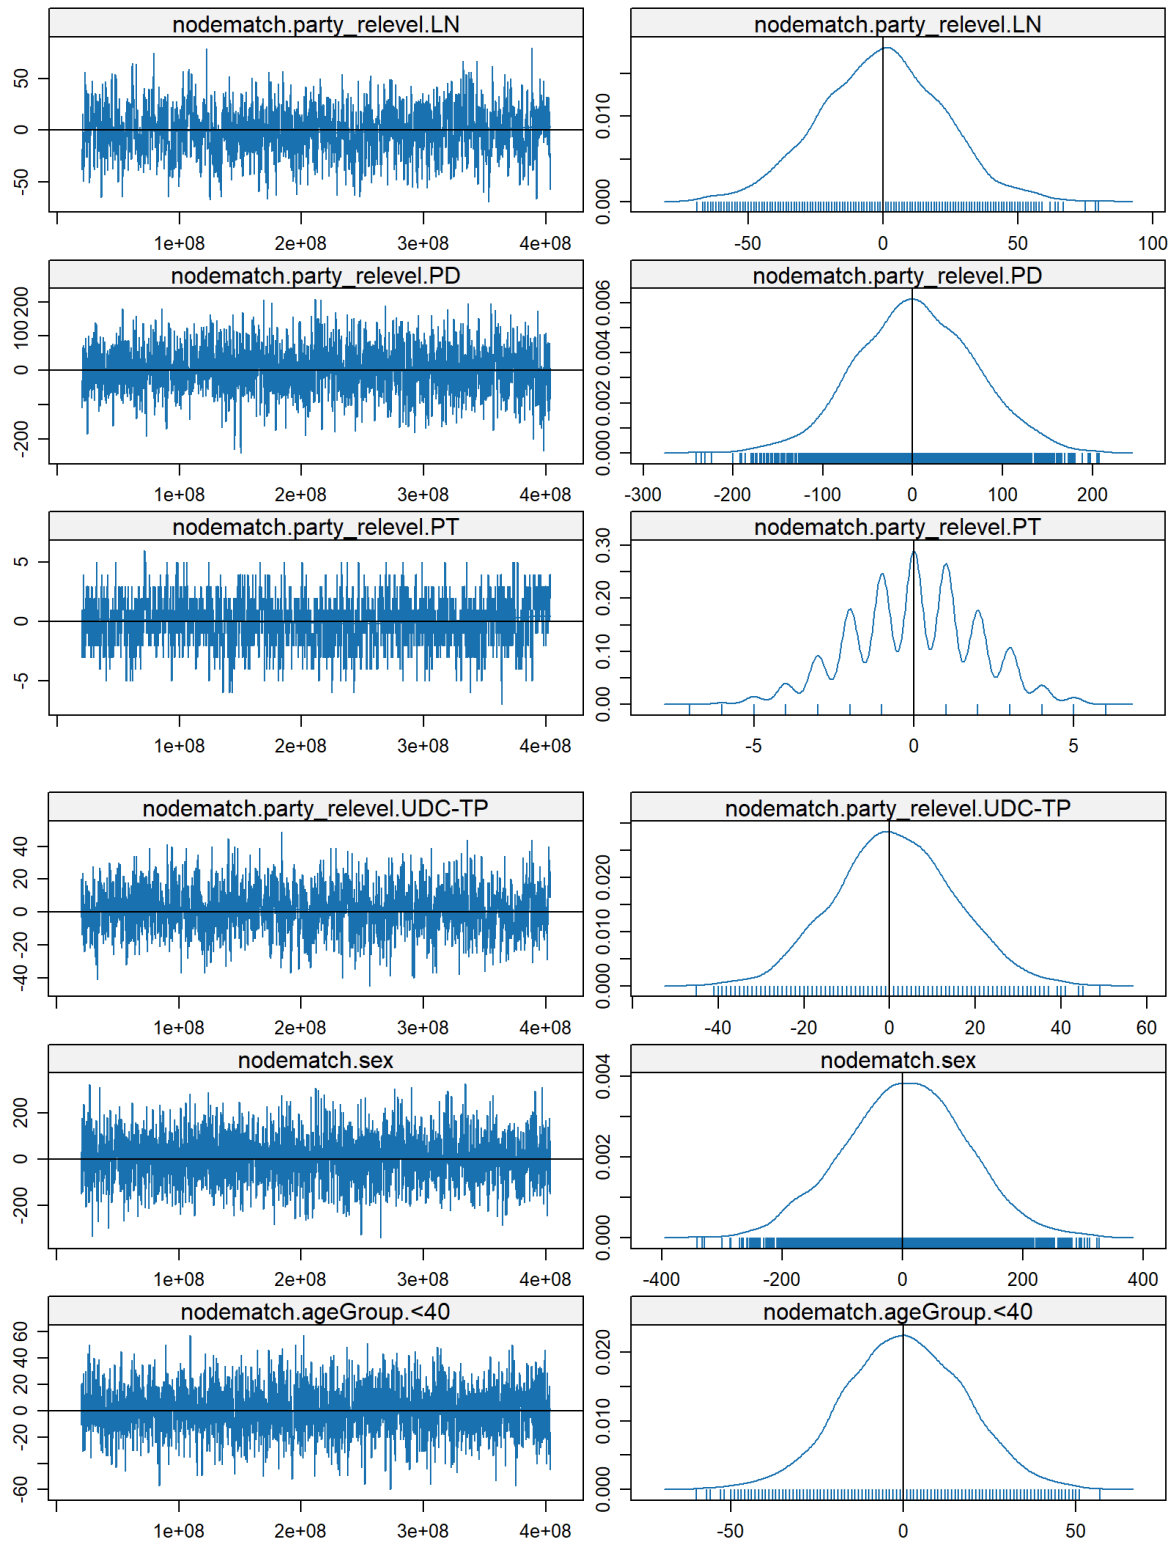 nodematch.party_relevel.LN nodematch.party_relevel.LN
50
0
-50
1e+08 2e+08 3e+08 4e+08
0.010
0.000
-50 0 50 100
nodematch.party_relevel.PD nodematch.party_relevel.PD
200
100
0
-200
1e+08 2e+08 3e+08 4e+08
0.006
0.004
0.002
0.000
-300 -200 -100 0 100 200
nodematch.party_relevel.PT nodematch.party_relevel.PT
5
0
-5
1e+08 2e+08 3e+08 4e+08
0.30
0.20
0.10
0.00
-5 0 5
nodematch.party_relevel.UDC-TP nodematch.party_relevel.UDC-TP
40
20
0
-20
-40
1e+08 2e+08 3e+08 4e+08
0.020
0.010
0.000
-40 -20 0 20 40 60
nodematch.sex nodematch.sex
200
0
-200
1e+08 2e+08 3e+08 4e+08
0.004
0.002
0.000
-400 -200 0 200 400
nodematch.ageGroup.<40 nodematch.ageGroup.<40
60
40
20
0
-20
-60
1e+08 2e+08 3e+08 4e+08
0.020
0.010
0.000
-50 0 50